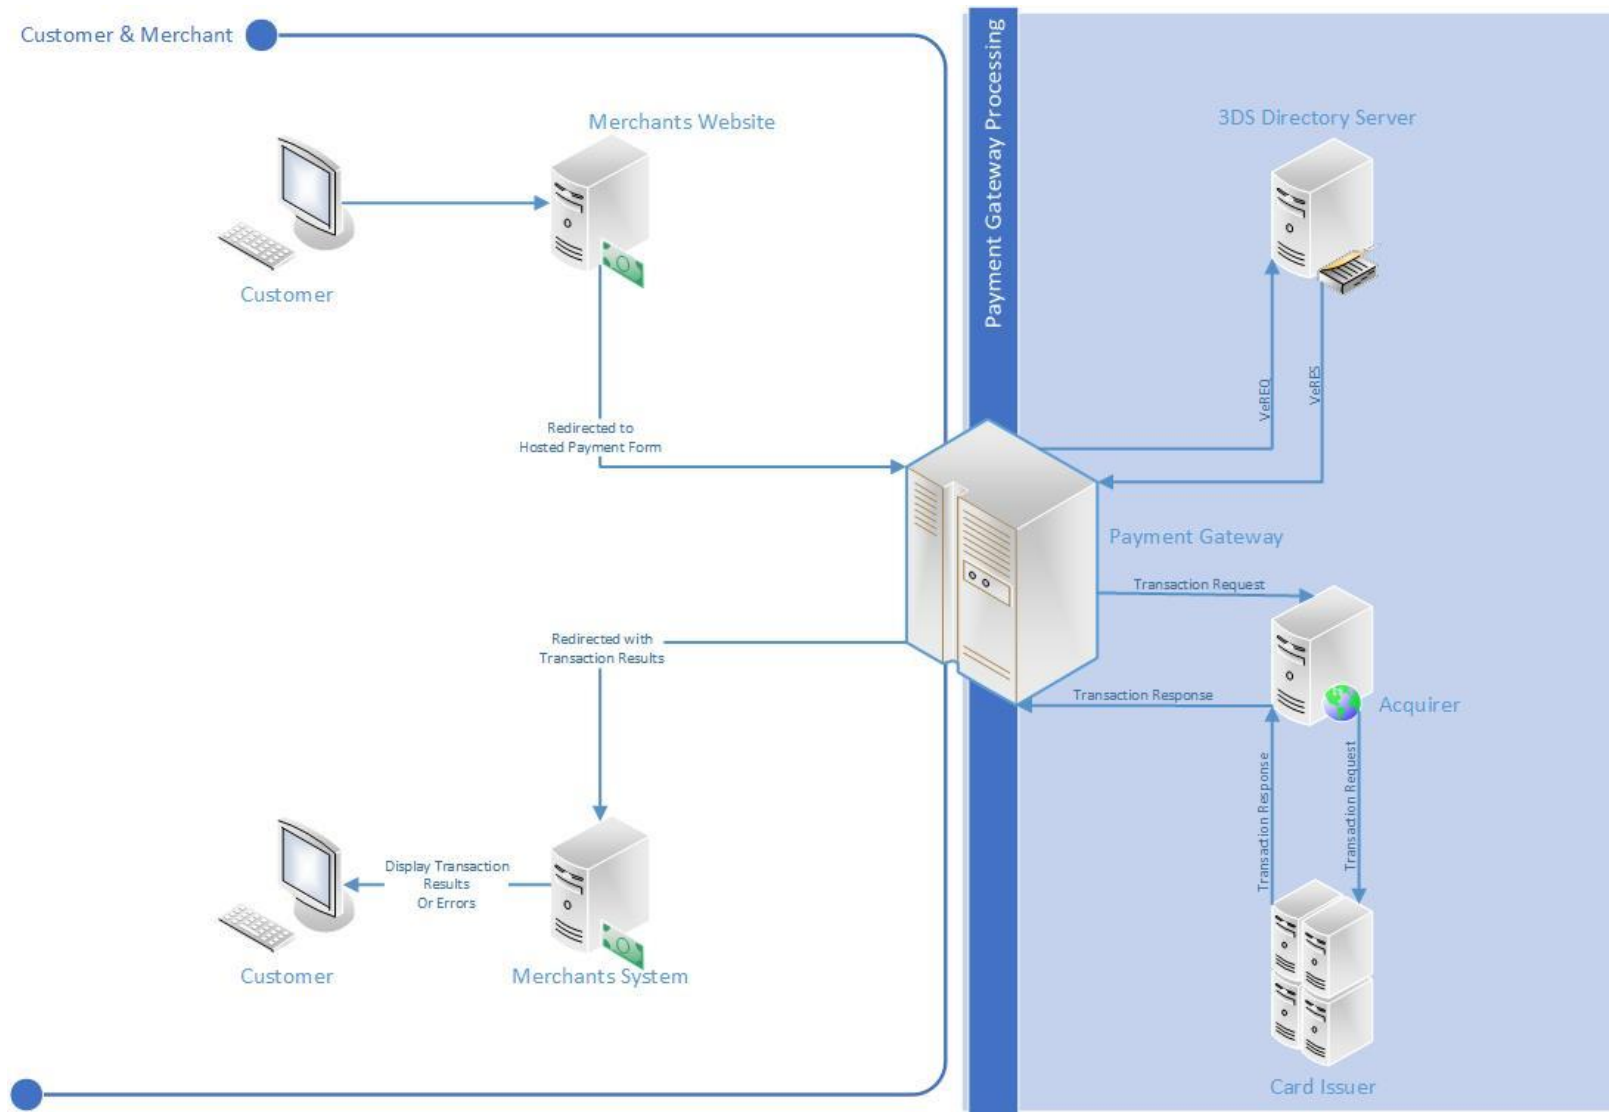 Customer & Merchant
Payment Gateway Processing
Merchants Website
3DS Directory Server
Customer
VeREQ
VeRES
Redirected to
Hosted Payment Form
Payment Gateway
Transaction Request
Redirected with
Transaction Results
Transaction Response
Acquirer
Transaction Response
Transaction Request
Display Transaction
Results
Or Errors
Customer
Merchants System
Card Issuer